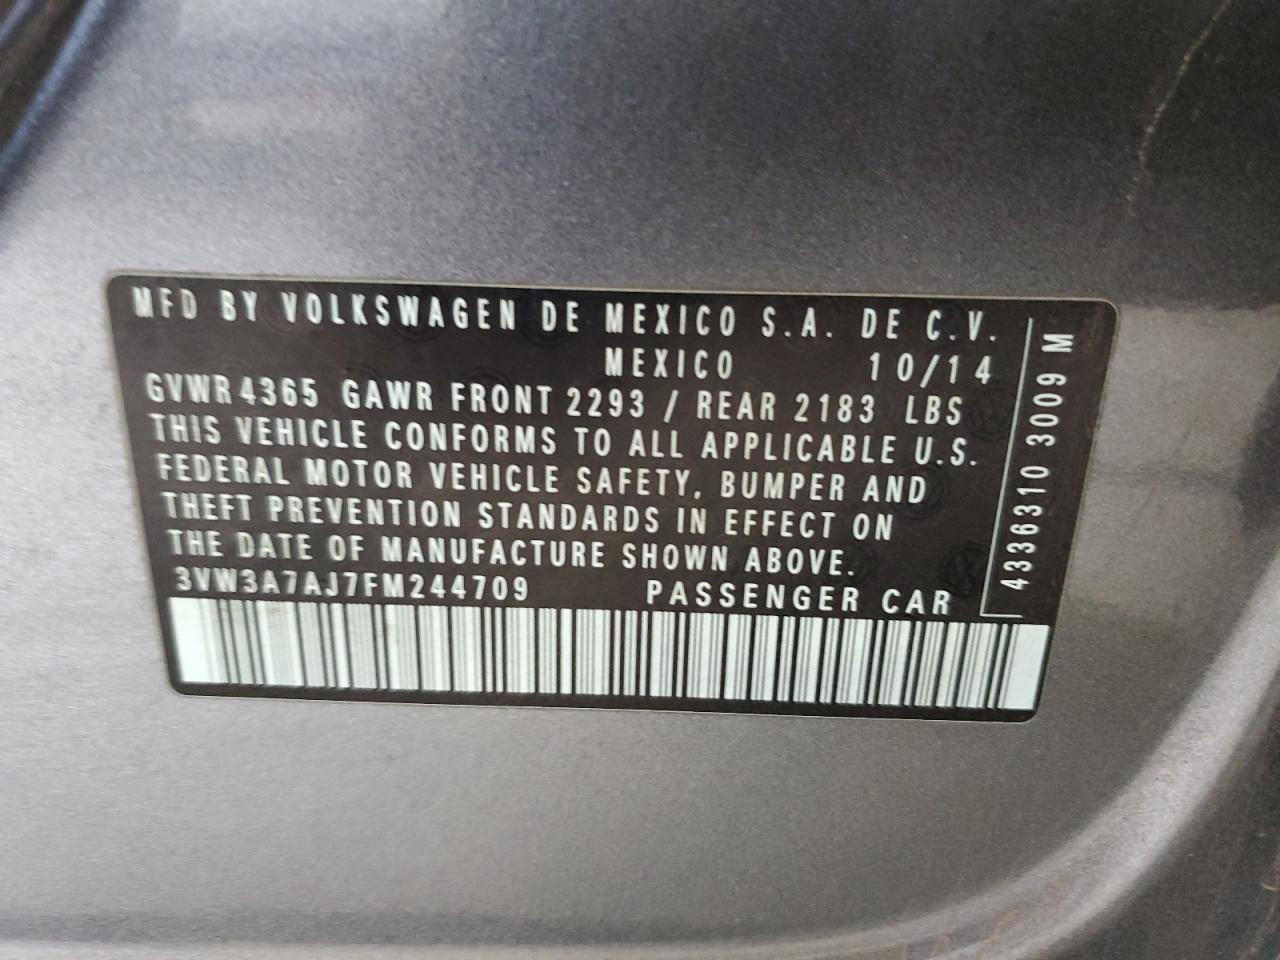 MFD BY VOLKSWAGEN DE MEXICO S.A. DE C.V.
MEXICO 10/14
GVWR 4365 GAWR FRONT 2293 / REAR 2183 LBS
THIS VEHICLE CONFORMS TO ALL APPLICABLE U.S.
FEDERAL MOTOR VEHICLE SAFETY, BUMPER AND
THEFT PREVENTION STANDARDS IN EFFECT ON
THE DATE OF MANUFACTURE SHOWN ABOVE.
3VW3A7AJ7FM244709 PASSENGER CAR
4336310 3009 M